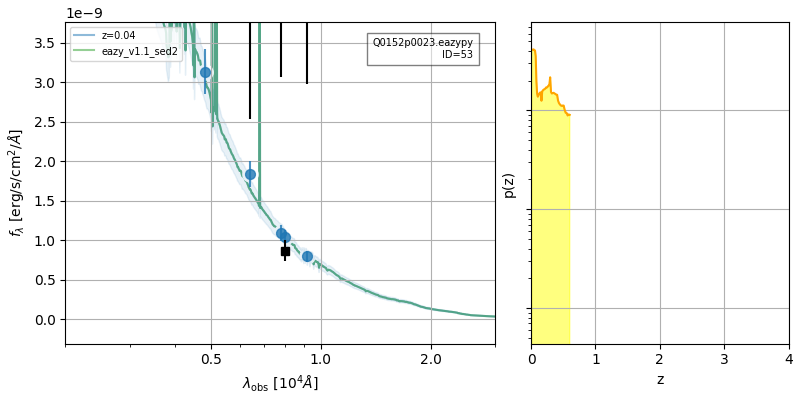 1e−9
z=0.04
eazy_v1.1_sed2
Q0152p0023.eazypy
ID=53
3.5
3.0
2.5
2.0
1.5
1.0
0.5
0.0
f_λ [erg/s/cm²/Å]
0.5
1.0
2.0
λ_obs [10⁴Å]
p(z)
0
1
2
3
4
z